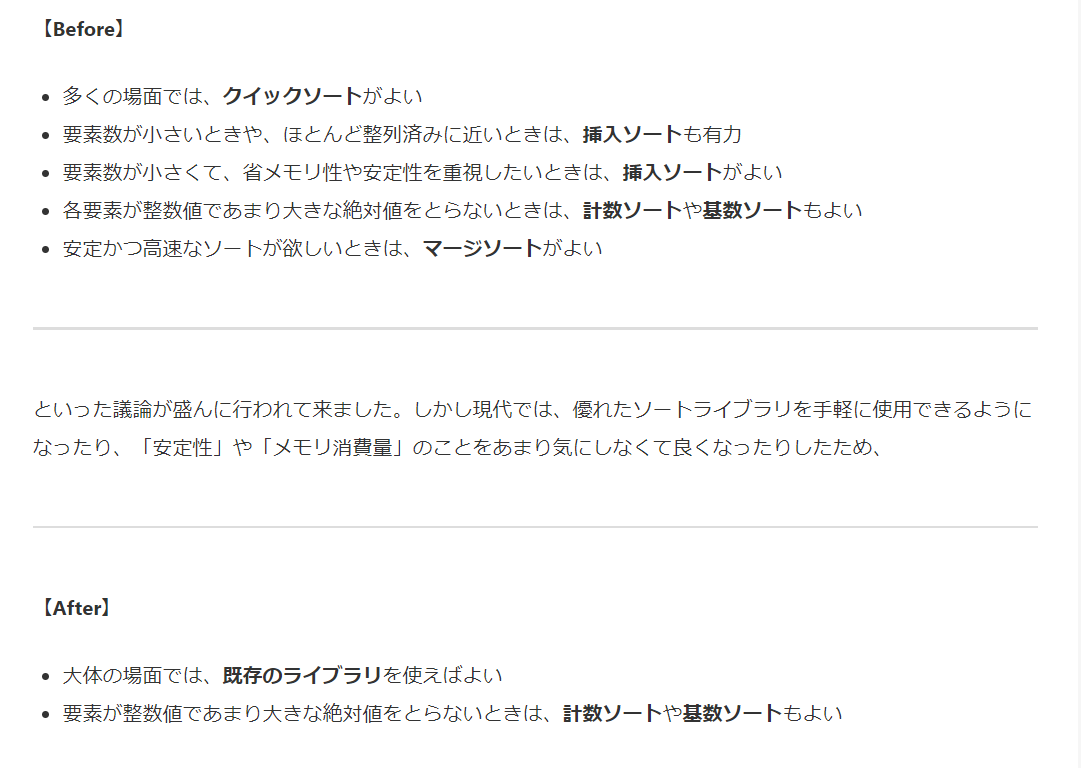 【Before】
多くの場面では、クイックソートがよい
要素数が小さいときや、ほとんど整列済みに近いときは、挿入ソートも有力
要素数が小さくて、省メモリ性や安定性を重視したいときは、挿入ソートがよい
各要素が整数値であまり大きな絶対値をとらないときは、計数ソートや基数ソートもよい
安定かつ高速なソートが欲しいときは、マージソートがよい
といった議論が盛んに行われて来ました。しかし現代では、優れたソートライブラリを手軽に使用できるように
なったり、「安定性」や「メモリ消費量」のことをあまり気にしなくて良くなったりしたため、
【After】
大体の場面では、既存のライブラリを使えばよい
要素が整数値であまり大きな絶対値をとらないときは、計数ソートや基数ソートもよい